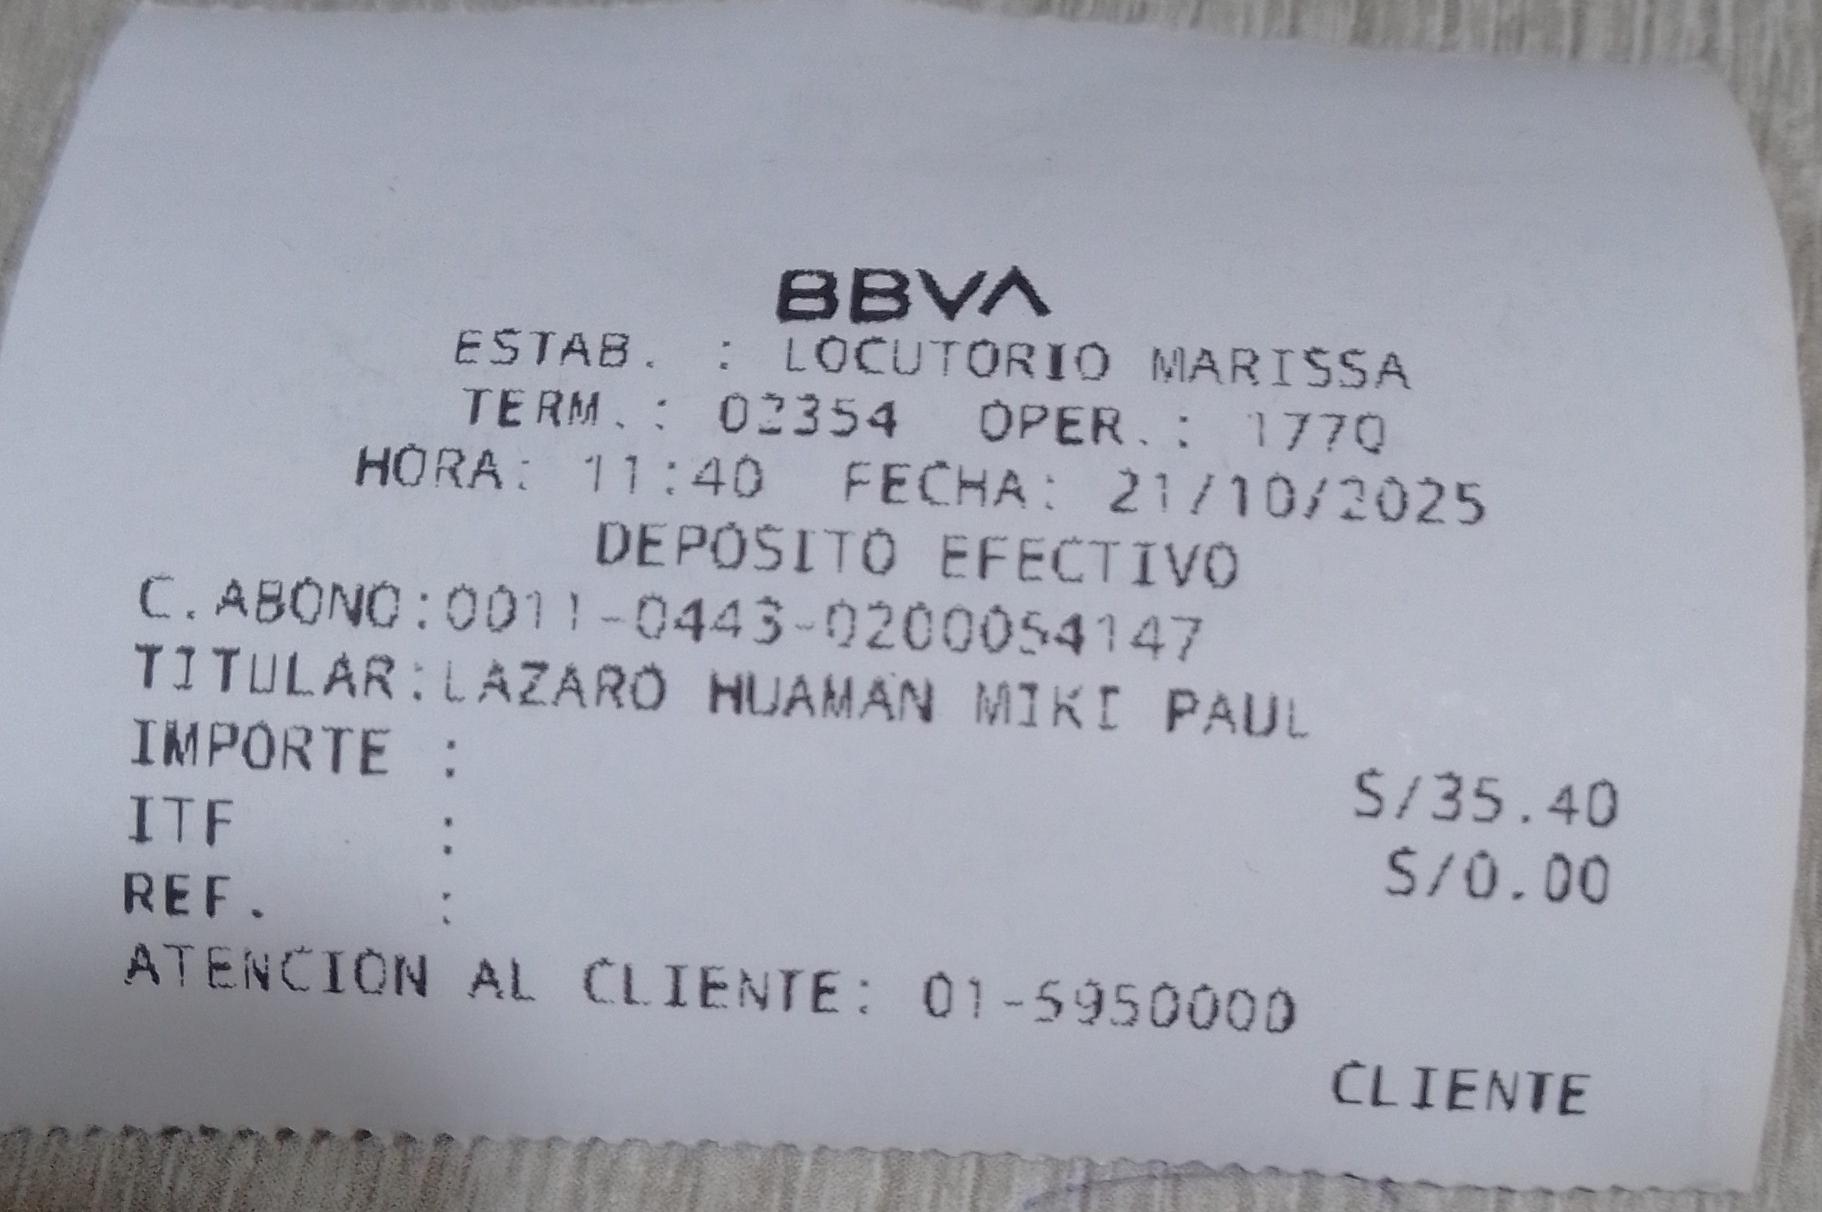 BBVA
ESTAB. : LOCUTORIO MARISSA
TERM.: 02354 OPER.: 1770
HORA: 11:40 FECHA: 21/10/2025
DEPOSITO EFECTIVO
C.ABONO:0011-0443-0200054147
TITULAR:LAZARO HUAMAN MIKI PAUL
IMPORTE : S/35.40
ITF : S/0.00
REF. :
ATENCION AL CLIENTE: 01-5950000
CLIENTE